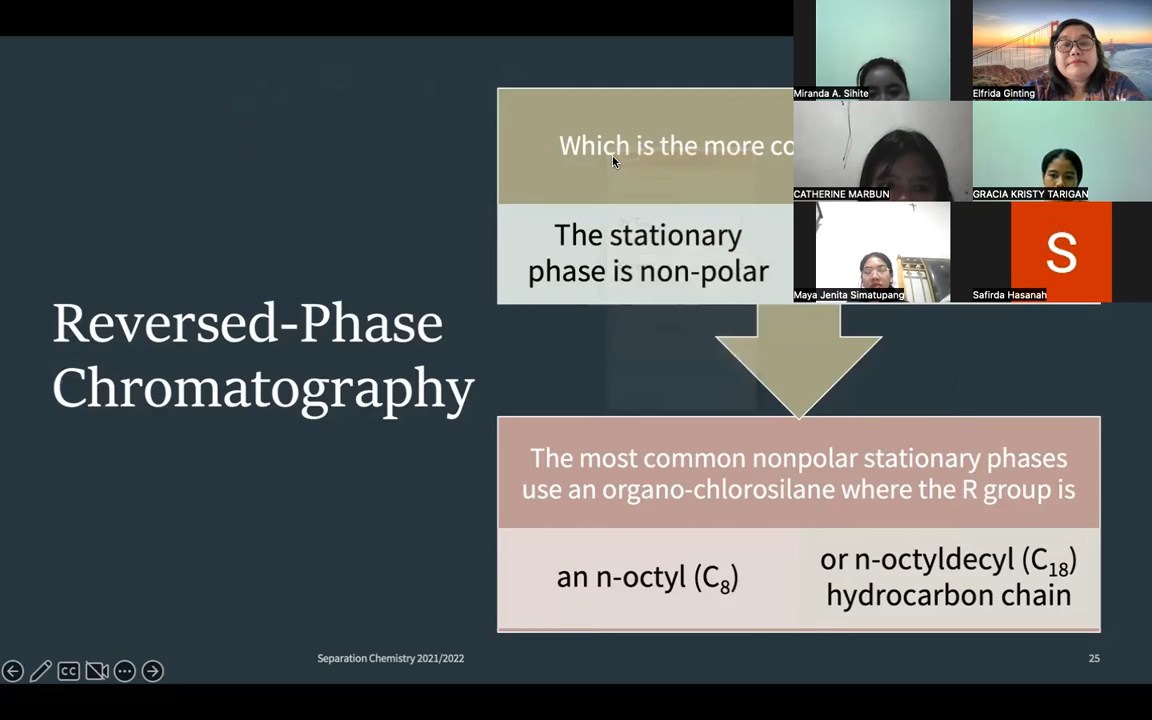 Reversed-Phase
Chromatography
Which is the more
The stationary
phase is non-polar
The most common nonpolar stationary phases
use an organo-chlorosilane where the R group is
an n-octyl (C8)
or n-octyldecyl (C18)
hydrocarbon chain
Separation Chemistry 2021/2022
25
CC
Miranda A. Sihite
Elfrida Ginting
CATHERINE MARBUN
GRACIA KRISTY TARIGAN
Maya Jenita Simatupang
S
Safirda Hasanah